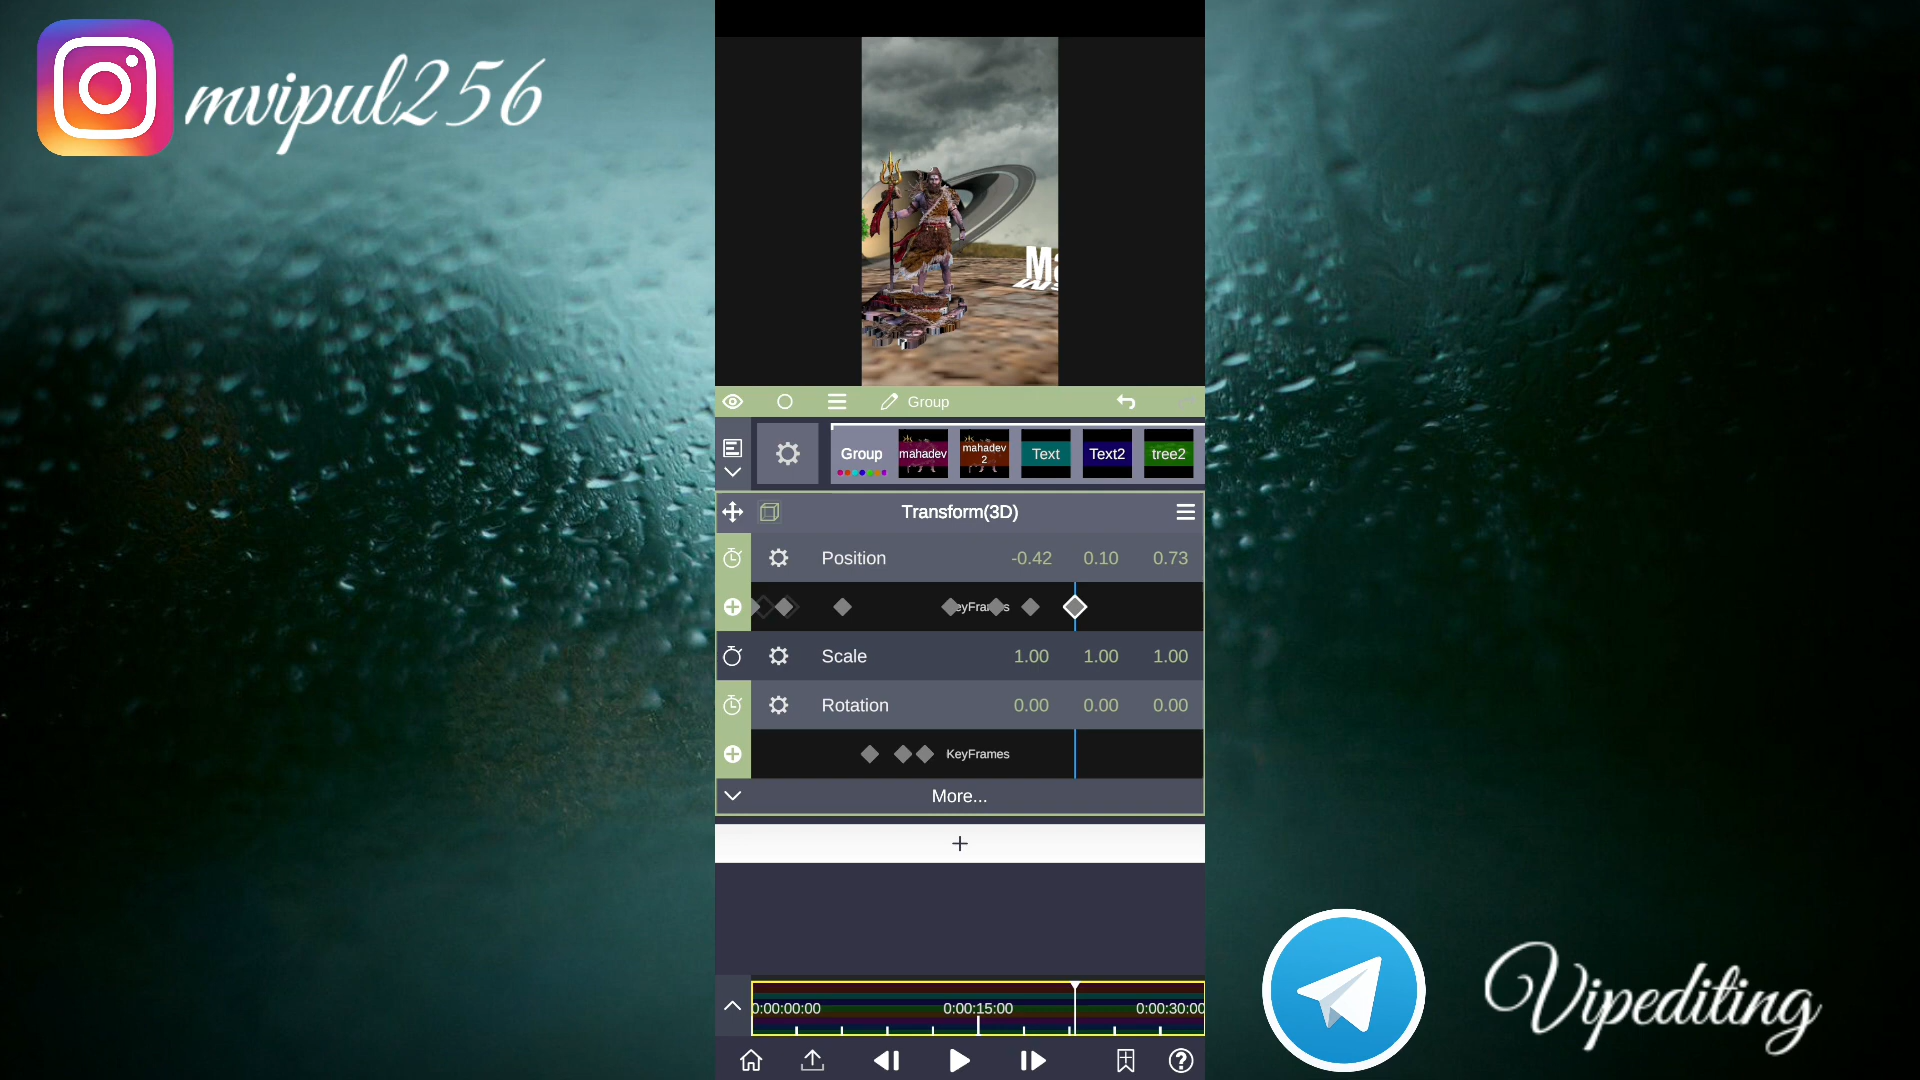 mvipul256
Ma
Group
Group
mahadev
mahadev
2
Text
Text2
tree2
Transform(3D)
Position -0.42 0.10 0.73
Scale 1.00 1.00 1.00
Rotation 0.00 0.00 0.00
KeyFrames
More...
+
0:00:00:00 0:00:15:00 0:00:30:00
Vipediting